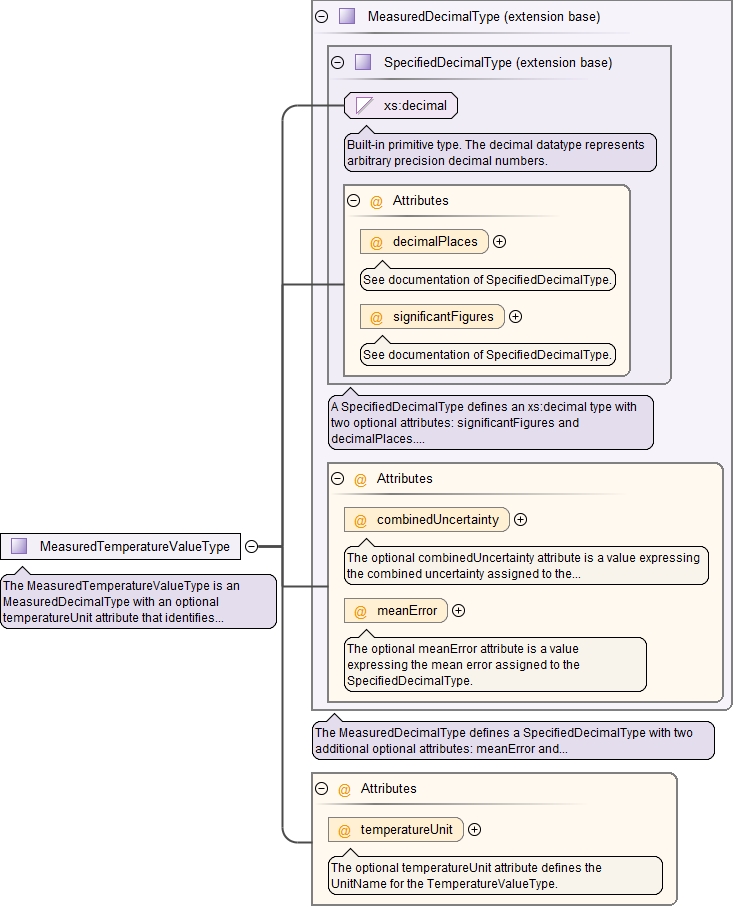 MeasuredDecimalType (extension base)
SpecifiedDecimalType (extension base)
xs:decimal
Built-in primitive type. The decimal datatype represents
arbitrary precision decimal numbers.
@ Attributes
@ decimalPlaces
See documentation of SpecifiedDecimalType.
@ significantFigures
See documentation of SpecifiedDecimalType.
A SpecifiedDecimalType defines an xs:decimal type with
two optional attributes: significantFigures and
decimalPlaces....
@ Attributes
@ combinedUncertainty
The optional combinedUncertainty attribute is a value expressing
the combined uncertainty assigned to the...
@ meanError
The optional meanError attribute is a value
expressing the mean error assigned to the
SpecifiedDecimalType.
MeasuredTemperatureValueType
The MeasuredTemperatureValueType is an
MeasuredDecimalType with an optional
temperatureUnit attribute that identifies...
The MeasuredDecimalType defines a SpecifiedDecimalType with two
additional optional attributes: meanError and...
@ Attributes
@ temperatureUnit
The optional temperatureUnit attribute defines the
UnitName for the TemperatureValueType.